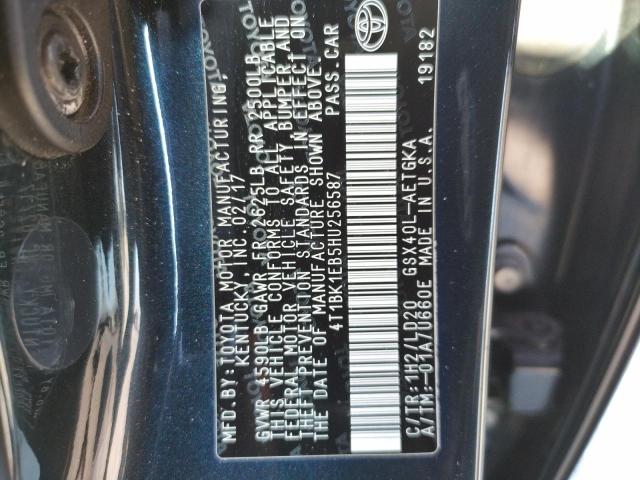 MFD.BY:TOYOTA MOTOR MANUFACTURING,
KENTUCKY, INC. 02/17
GVWR 4590LB GAWR FR 2625LB RR 2500LB
THIS VEHICLE CONFORMS TO ALL APPLICABLE
FEDERAL MOTOR VEHICLE SAFETY, BUMPER, AND
THEFT PREVENTION STANDARDS IN EFFECT ON
THE DATE OF MANUFACTURE SHOWN ABOVE.
4T1BK1EB5HU256587 PASS.CAR
C/TR:1H2/LD20 GSX40L-AETGKA
A/TM:-01A/U660E MADE IN U.S.A. 19182